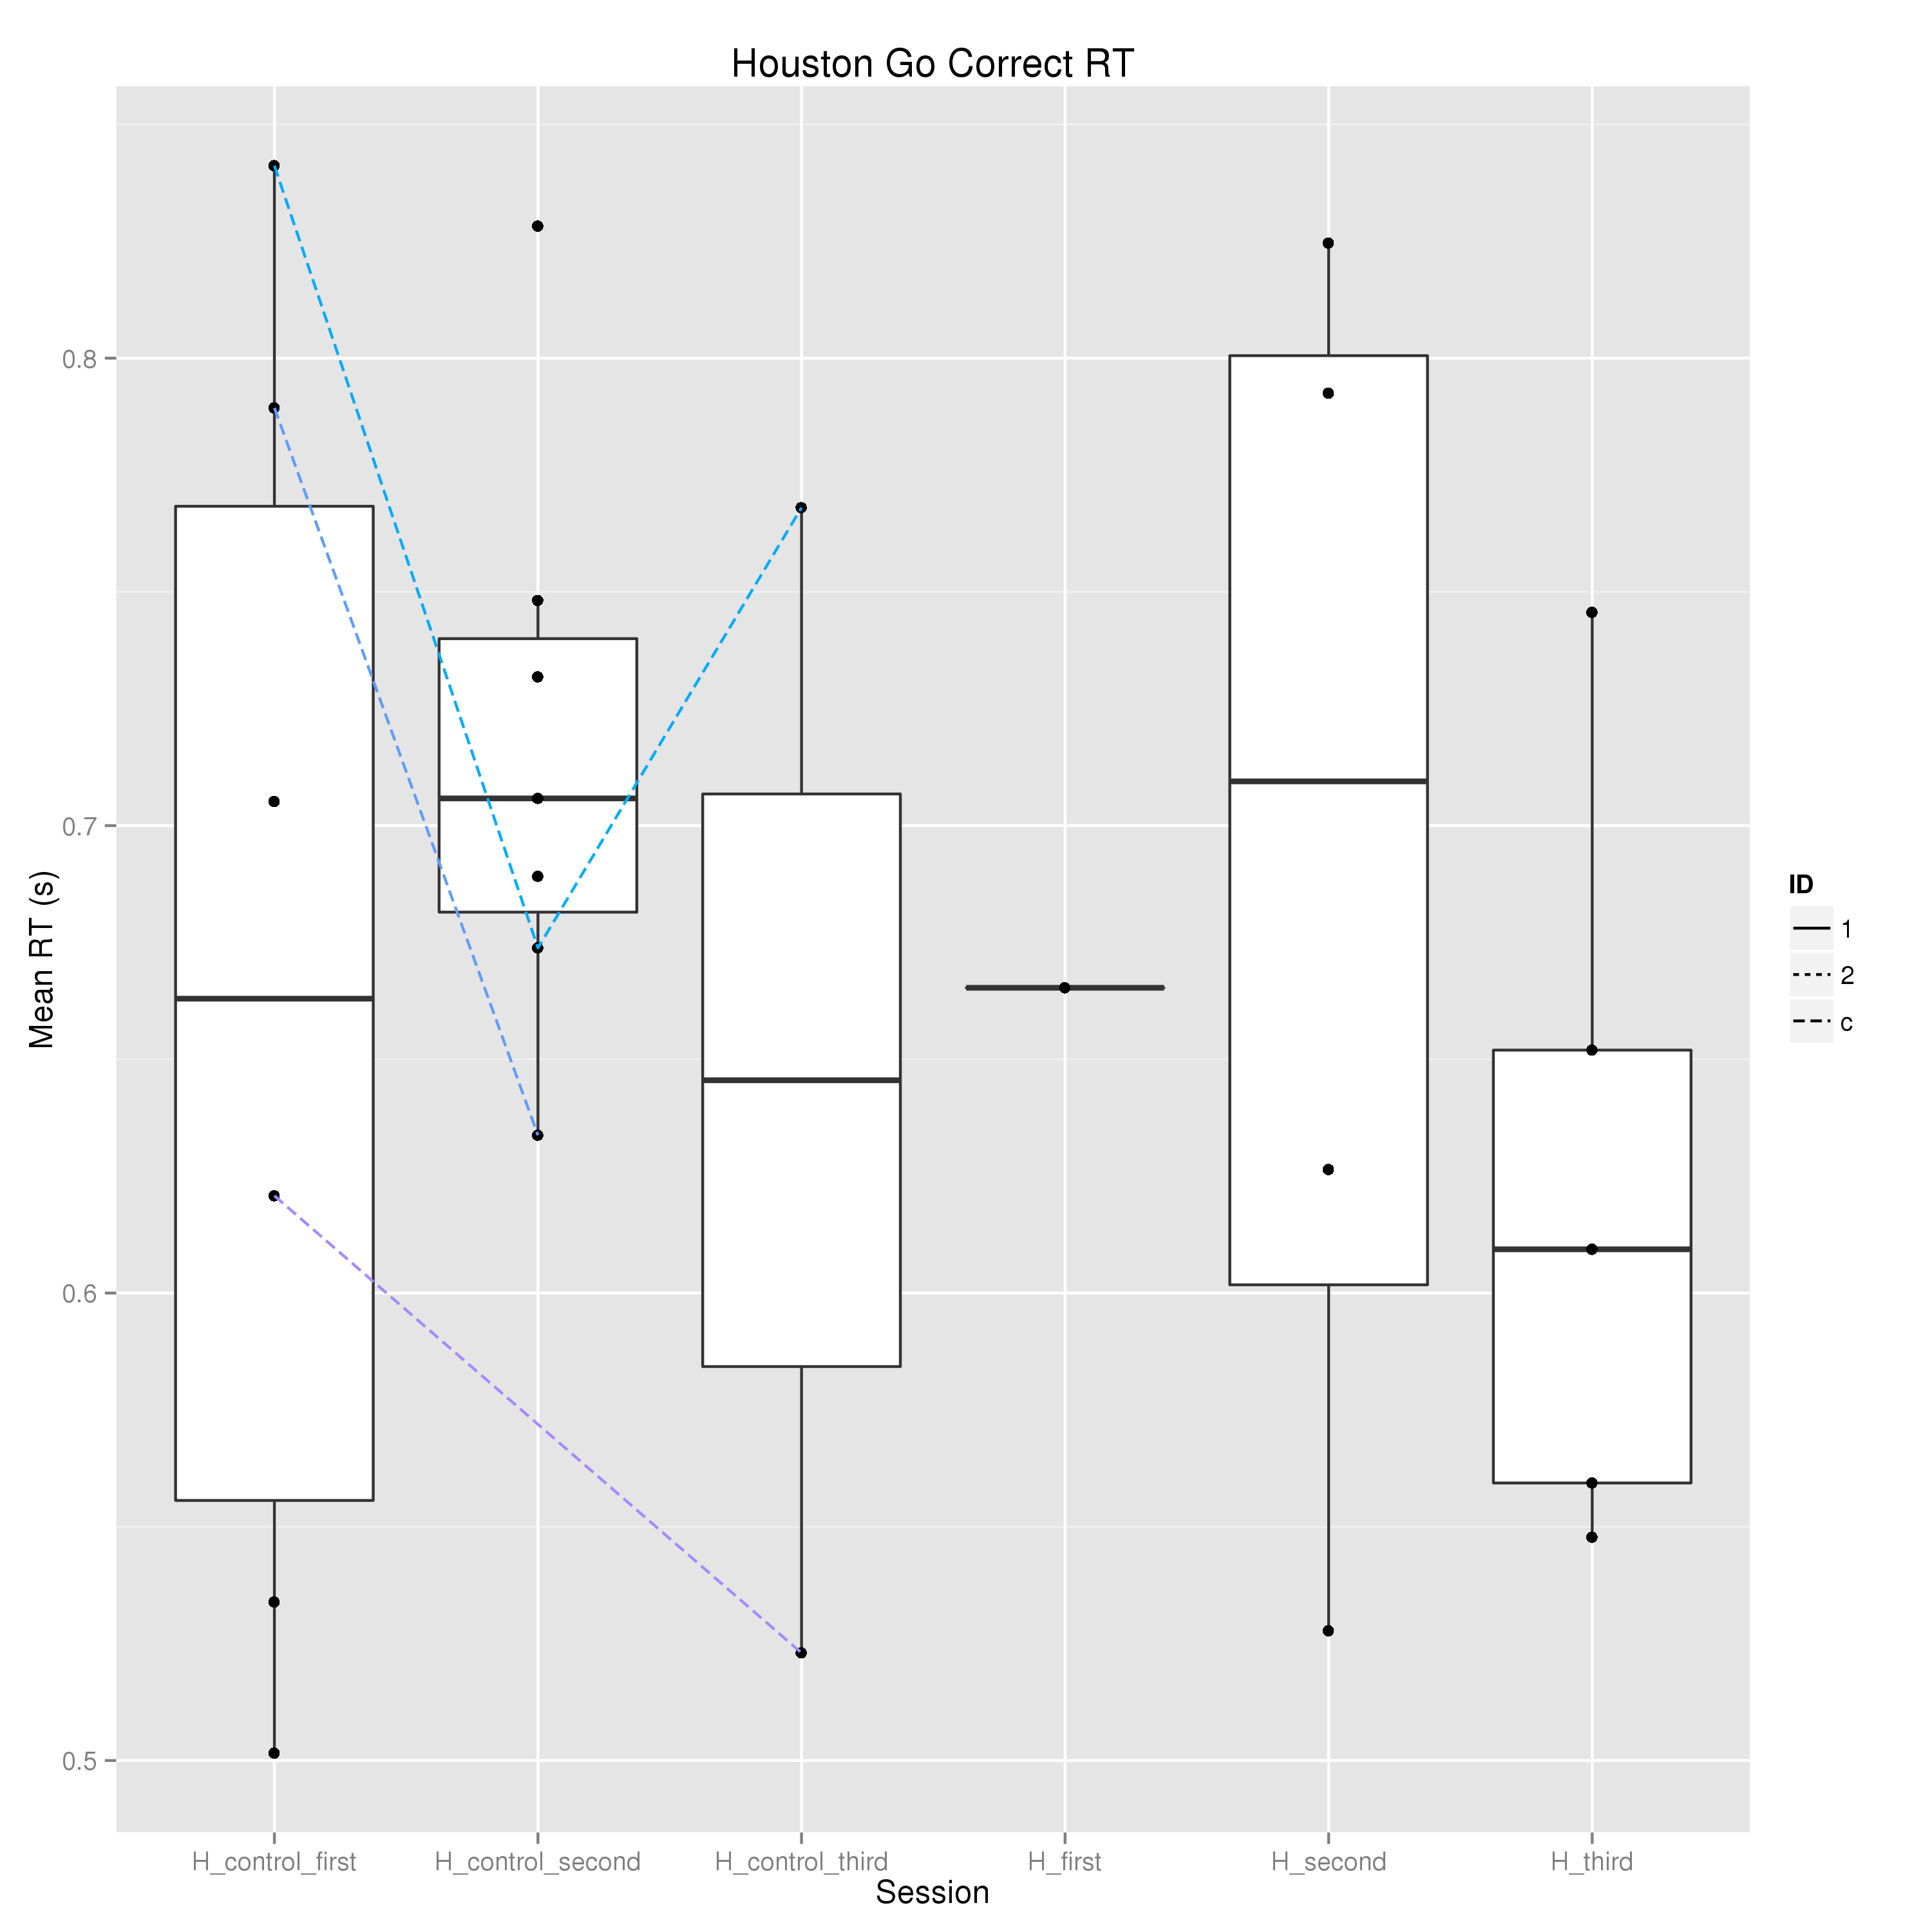 Houston Go Correct RT
Mean RT (s)
0.8
0.7
0.6
0.5
H_control_first H_control_second H_control_third H_first H_second H_third
Session
ID
1
2
c